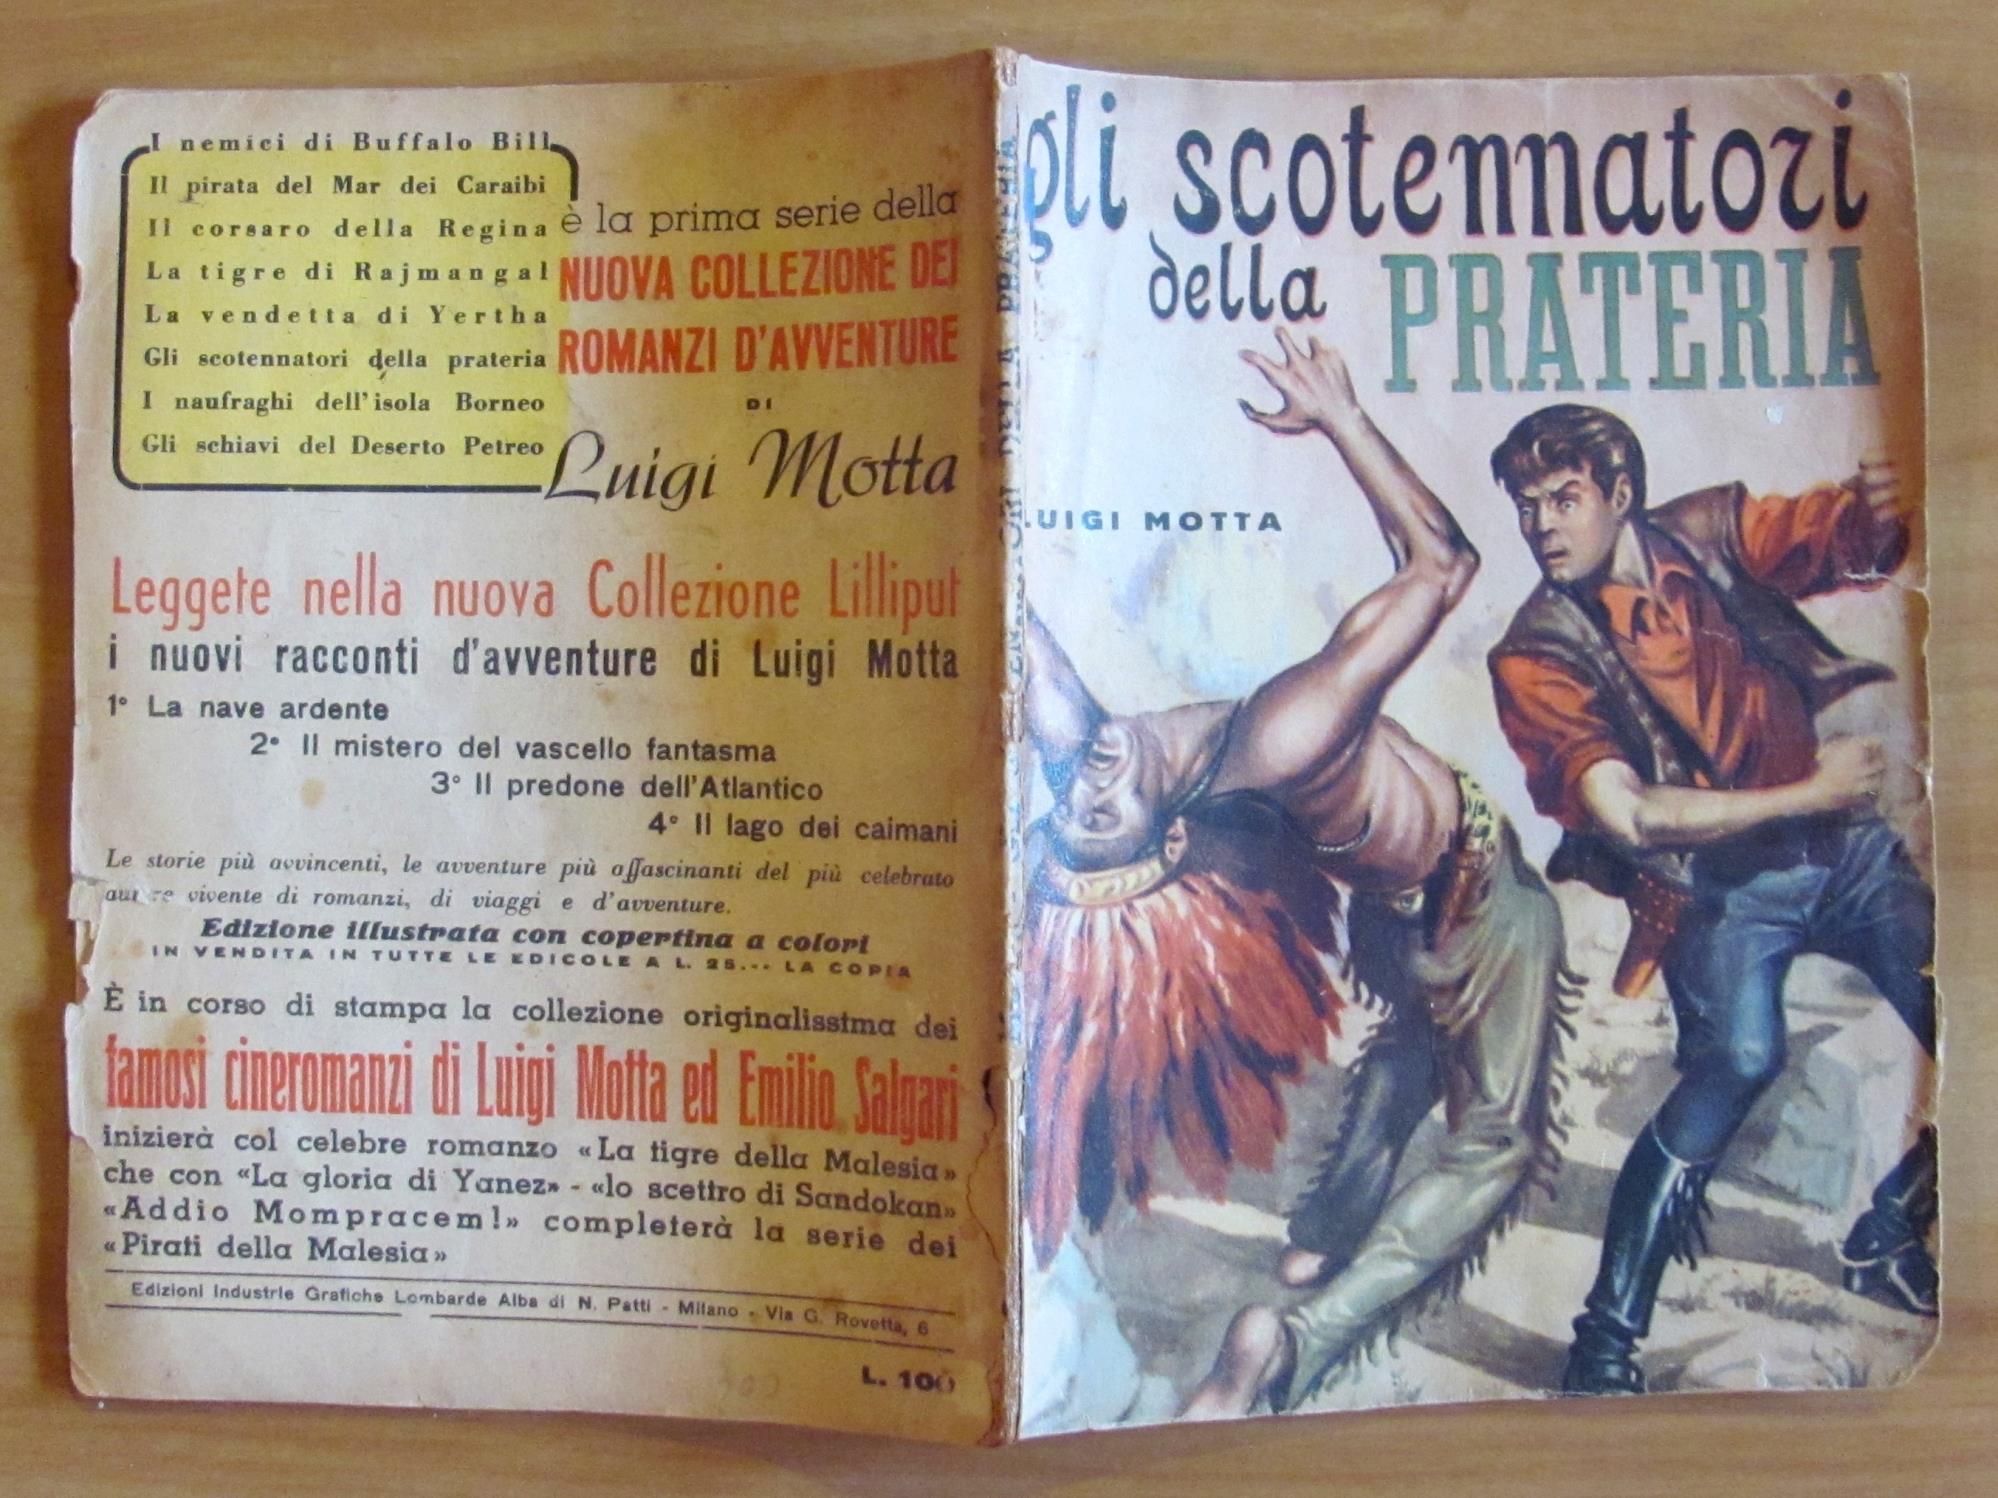 I nemici di Buffalo Bill
Il pirata del Mar dei Caraibi
Il corsaro della Regina
La tigre di Rajmangal
La vendetta di Yertha
Gli scotennatori della prateria
I naufraghi dell'isola Borneo
Gli schiavi del Deserto Petreo
è la prima serie della
NUOVA COLLEZIONE DEI
ROMANZI D'AVVENTURE
DI
Luigi Motta
Leggete nella nuova Collezione Lilliput
i nuovi racconti d'avventure di Luigi Motta
1° La nave ardente
2° Il mistero del vascello fantasma
3° Il predone dell'Atlantico
4° Il lago dei caimani
Le storie più avvincenti, le avventure più affascinanti del più celebrato
vivente di romanzi, di viaggi e d'avventure.
Edizione illustrata con copertina a colori
IN VENDITA IN TUTTE LE EDICOLE A L. 25.-- LA COPIA
È in corso di stampa la collezione originalissima dei
famosi cineromanzi di Luigi Motta ed Emilio Salgari
inizierà col celebre romanzo «La tigre della Malesia»
che con «La gloria di Yanez» - «lo scettro di Sandokan»
«Addio Mompracem!» completerà la serie dei
«Pirati della Malesia»
Edizioni Industrie Grafiche Lombarde Alba di N. Patti - Milano - Via G. Rovetta, 6
L. 100
DELLA PRATERIA
gli scotennatori
della PRATERIA
LUIGI MOTTA